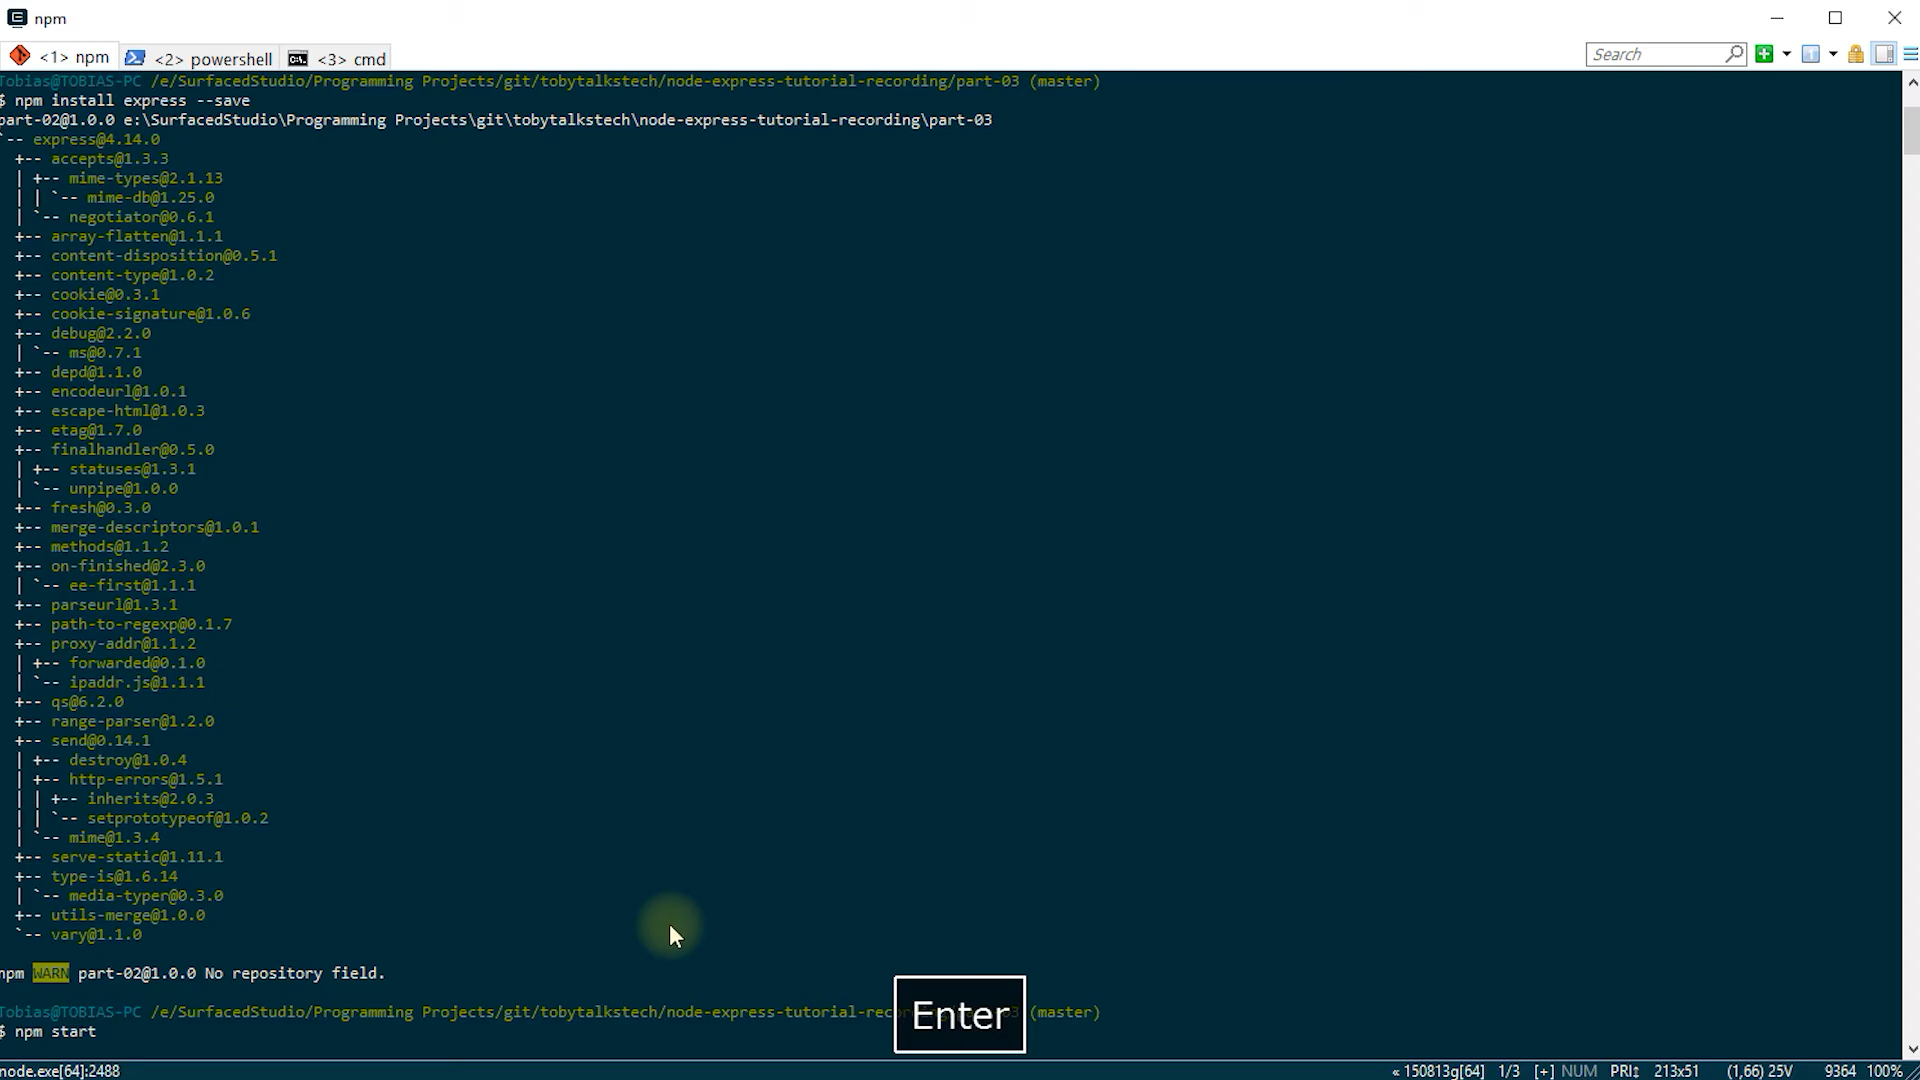 npm
<1> npm <2> powershell <3> cmd Search
Tobias@TOBIAS-PC /e/SurfacedStudio/Programming Projects/git/tobytalkstech/node-express-tutorial-recording/part-03 (master)
$ npm install express --save
part-02@1.0.0 e:\SurfacedStudio\Programming Projects\git\tobytalkstech\node-express-tutorial-recording\part-03
`-- express@4.14.0
+-- accepts@1.3.3
| +-- mime-types@2.1.13
| | `-- mime-db@1.25.0
| `-- negotiator@0.6.1
+-- array-flatten@1.1.1
+-- content-disposition@0.5.1
+-- content-type@1.0.2
+-- cookie@0.3.1
+-- cookie-signature@1.0.6
+-- debug@2.2.0
| `-- ms@0.7.1
+-- depd@1.1.0
+-- encodeurl@1.0.1
+-- escape-html@1.0.3
+-- etag@1.7.0
+-- finalhandler@0.5.0
| +-- statuses@1.3.1
| `-- unpipe@1.0.0
+-- fresh@0.3.0
+-- merge-descriptors@1.0.1
+-- methods@1.1.2
+-- on-finished@2.3.0
| `-- ee-first@1.1.1
+-- parseurl@1.3.1
+-- path-to-regexp@0.1.7
+-- proxy-addr@1.1.2
| +-- forwarded@0.1.0
| `-- ipaddr.js@1.1.1
+-- qs@6.2.0
+-- range-parser@1.2.0
+-- send@0.14.1
| +-- destroy@1.0.4
| +-- http-errors@1.5.1
| | +-- inherits@2.0.3
| | `-- setprototypeof@1.0.2
| `-- mime@1.3.4
+-- serve-static@1.11.1
+-- type-is@1.6.14
| `-- media-typer@0.3.0
+-- utils-merge@1.0.0
`-- vary@1.1.0
npm WARN part-02@1.0.0 No repository field.
Tobias@TOBIAS-PC /e/SurfacedStudio/Programming Projects/git/tobytalkstech/node-express-tutorial-rec 03 (master)
Enter
$ npm start
node.exe[64]:2488 « 150813g[64] 1/3 [+] NUM PRI↕ 213x51 (1,66) 25V 9364 100%